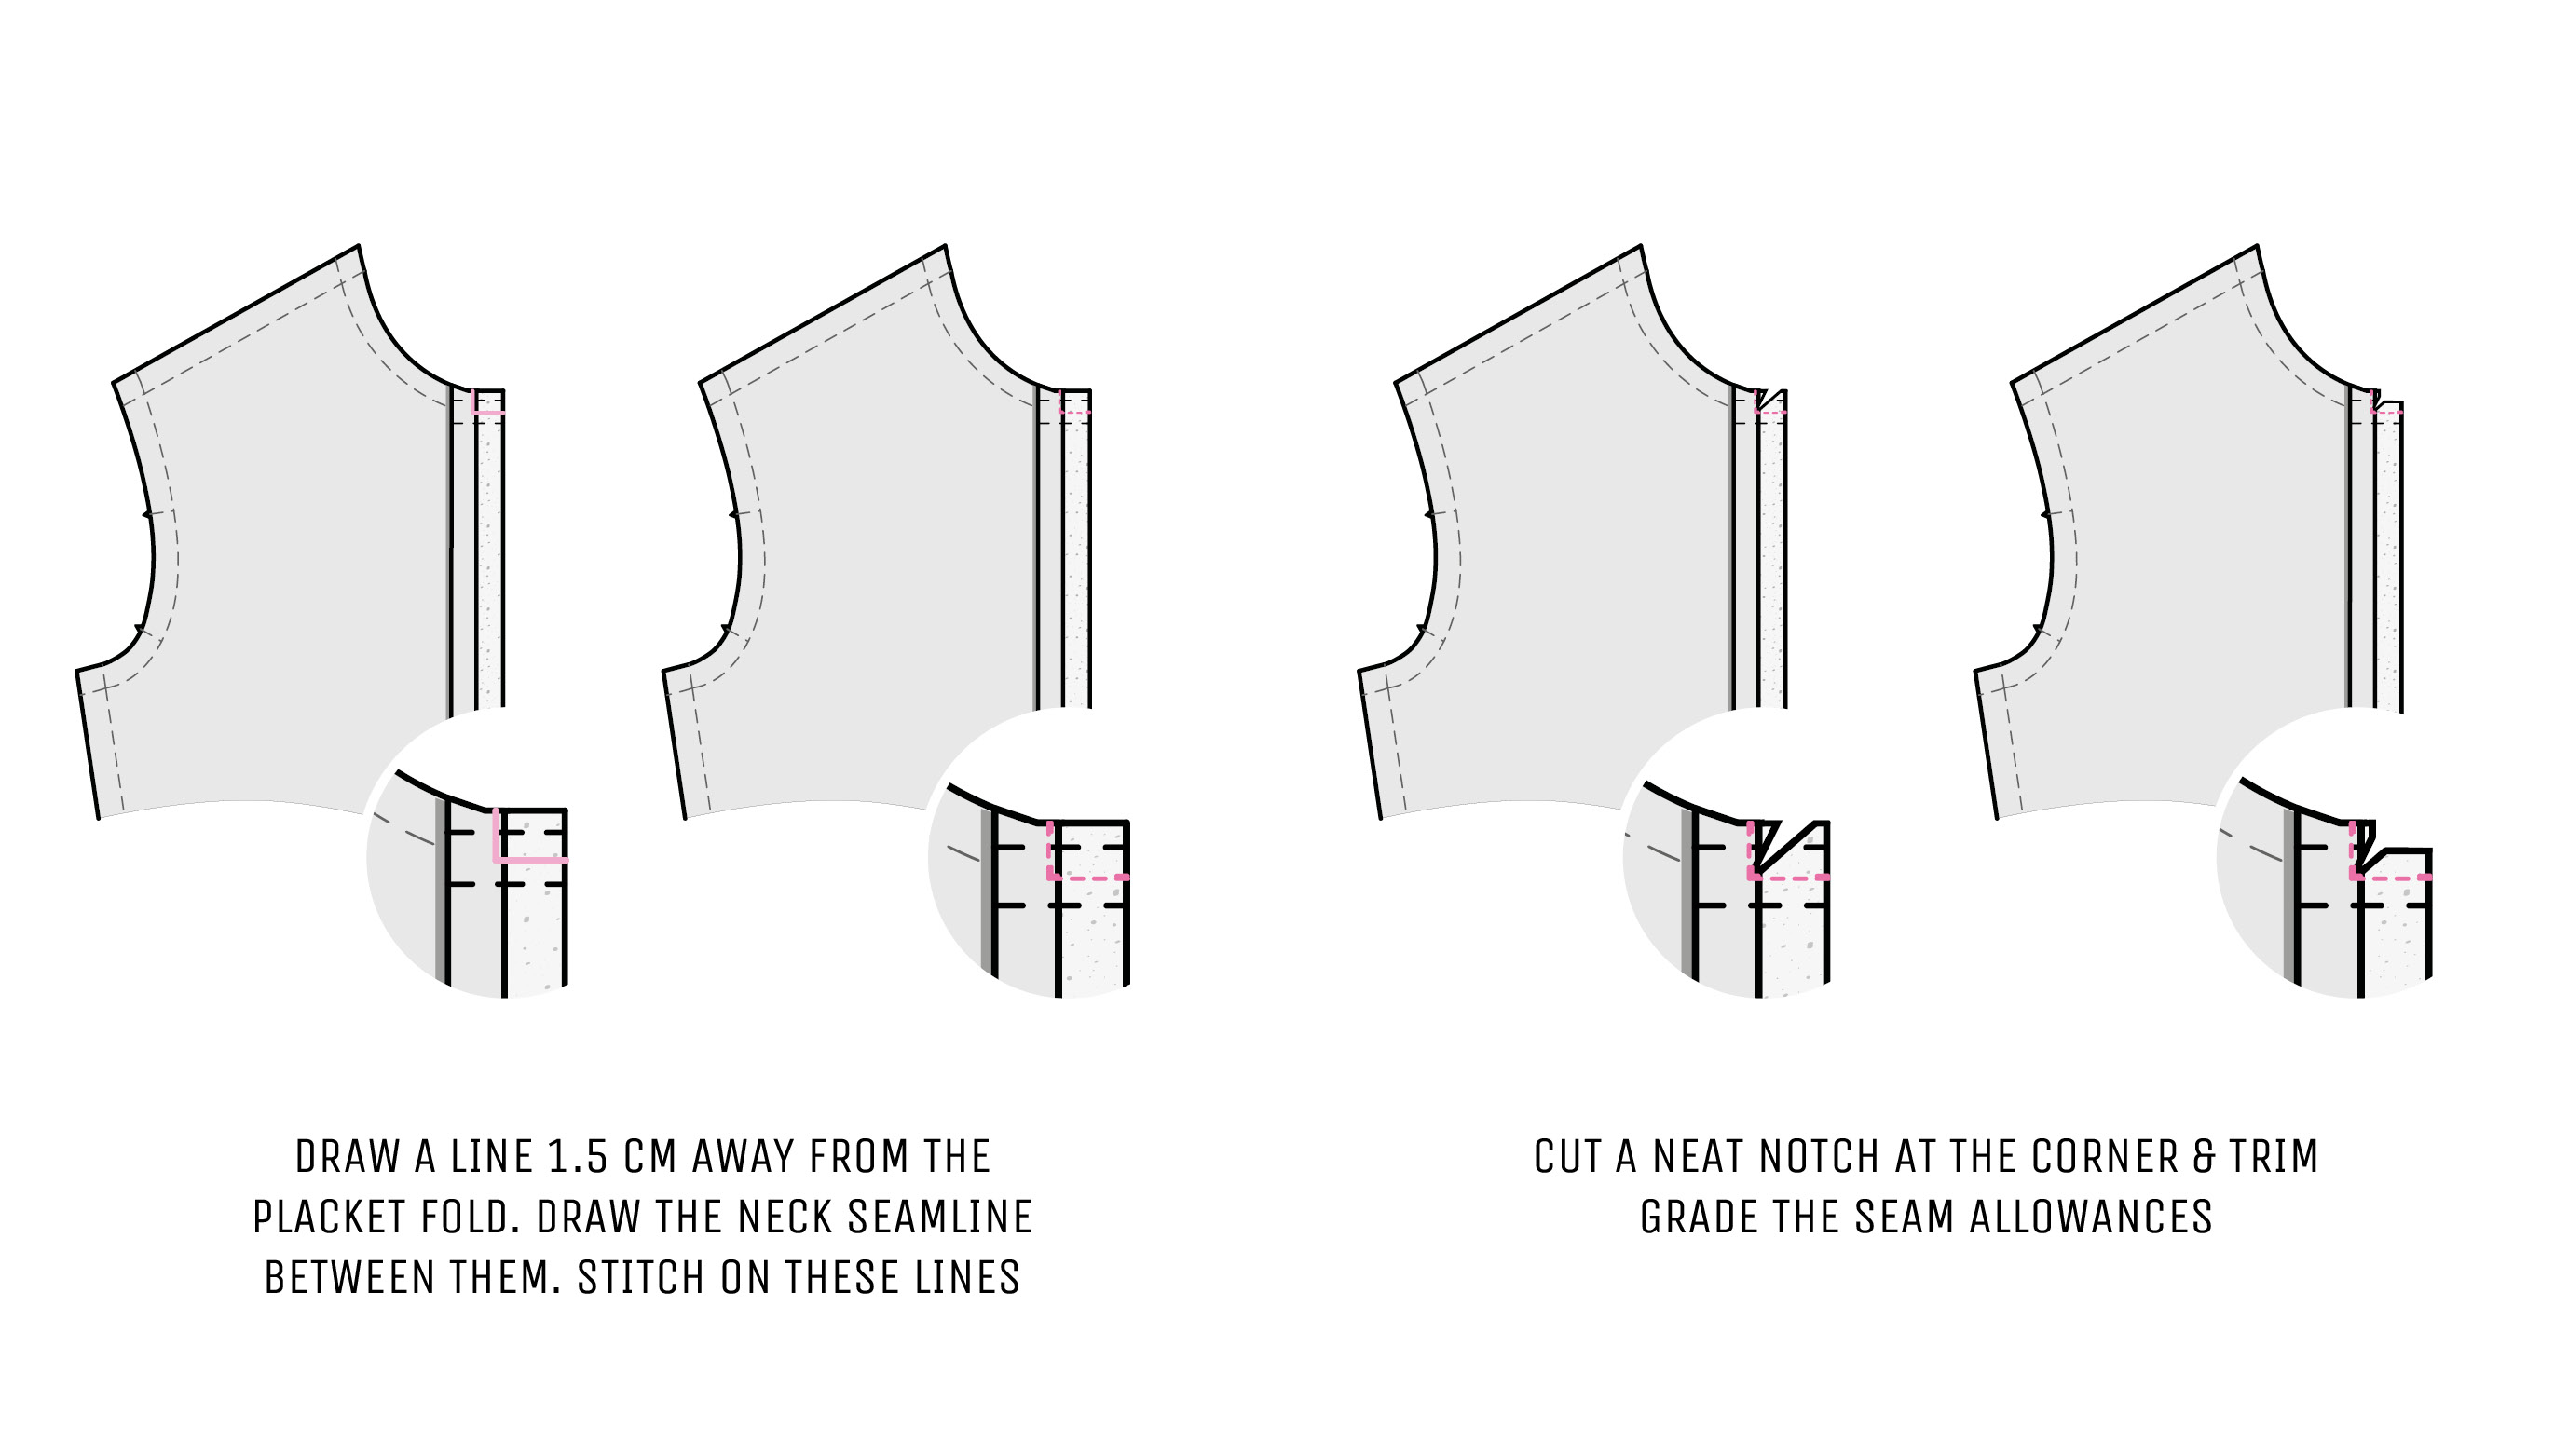 DRAW A LINE 1.5 CM AWAY FROM THE
PLACKET FOLD. DRAW THE NECK SEAMLINE
BETWEEN THEM. STITCH ON THESE LINES
CUT A NEAT NOTCH AT THE CORNER & TRIM
GRADE THE SEAM ALLOWANCES